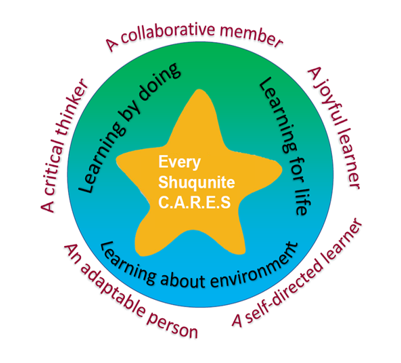 A collaborative member
A joyful learner
A self-directed learner
An adaptable person
A critical thinker
Learning by doing
Learning for life
Learning about environment
Every
Shuqunite
C.A.R.E.S